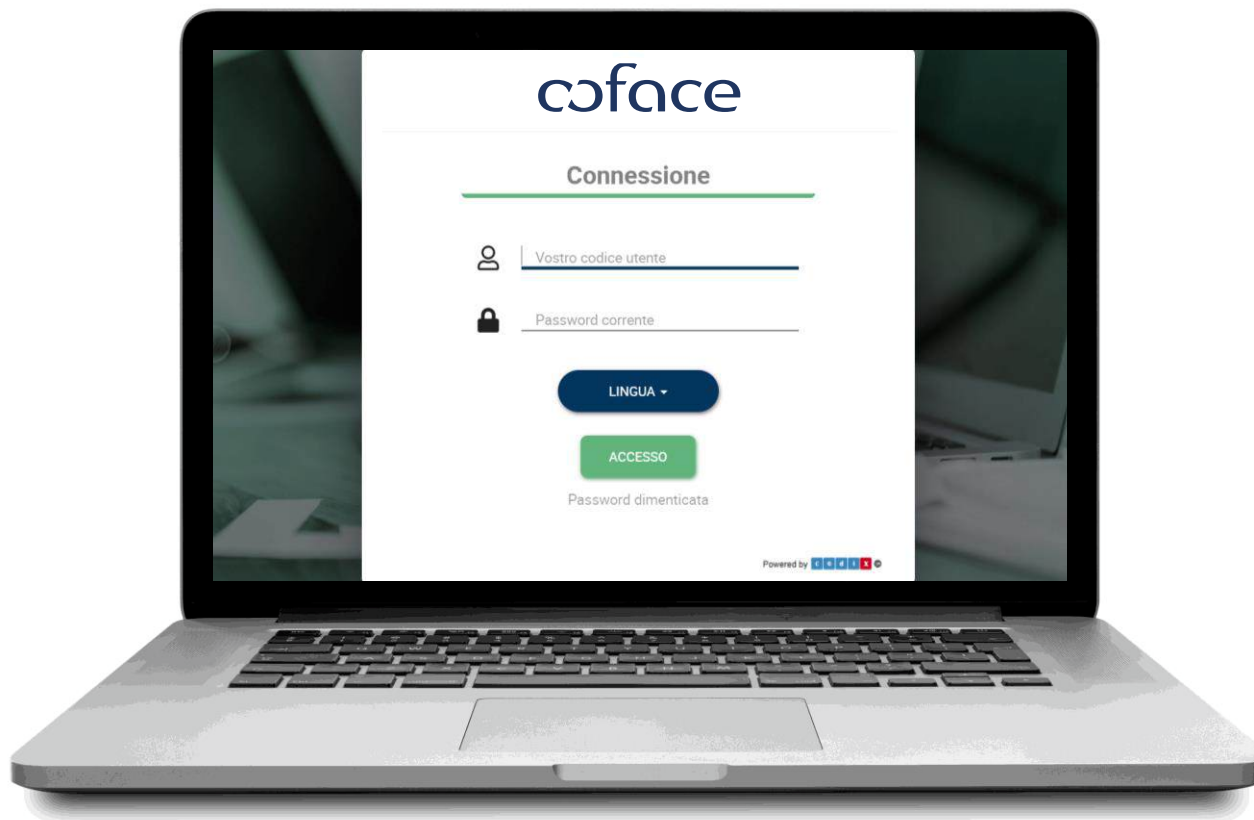 coface
Connessione
Vostro codice utente
Password corrente
LINGUA
ACCESSO
Password dimenticata
Powered by ©